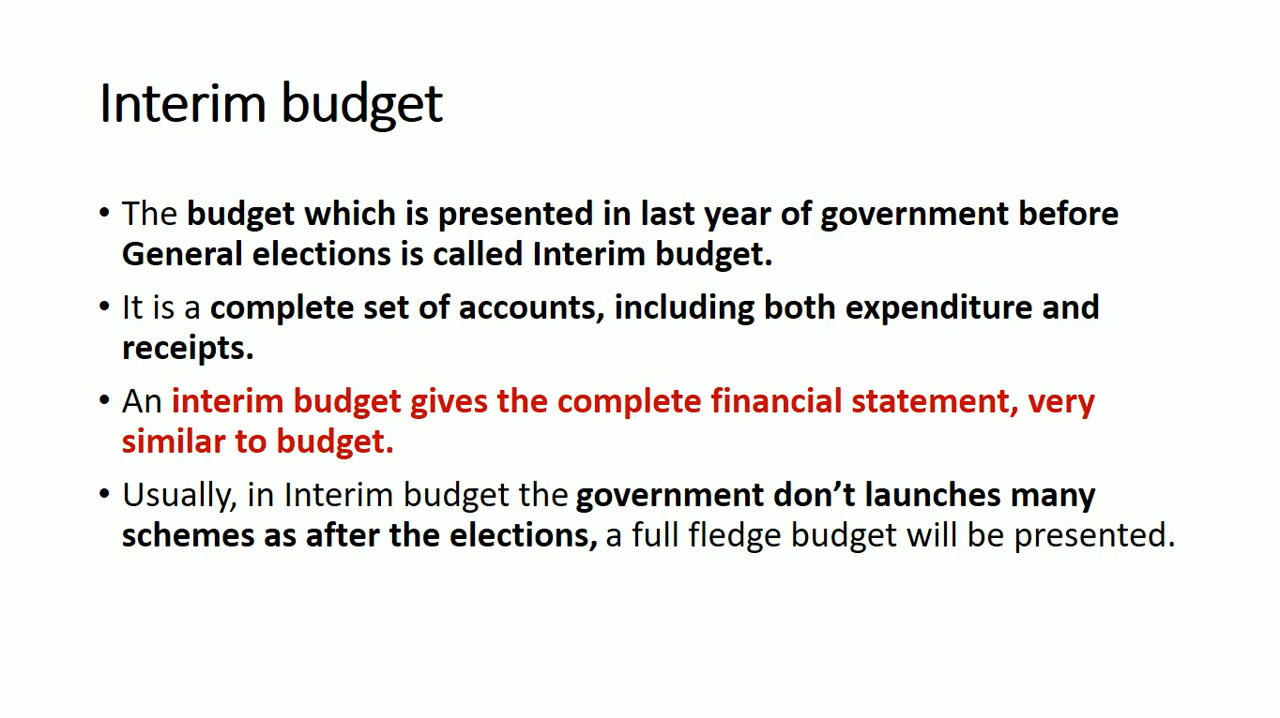 Interim budget
• The budget which is presented in last year of government before
General elections is called Interim budget.
• It is a complete set of accounts, including both expenditure and
receipts.
• An interim budget gives the complete financial statement, very
similar to budget.
• Usually, in Interim budget the government don’t launches many
schemes as after the elections, a full fledge budget will be presented.